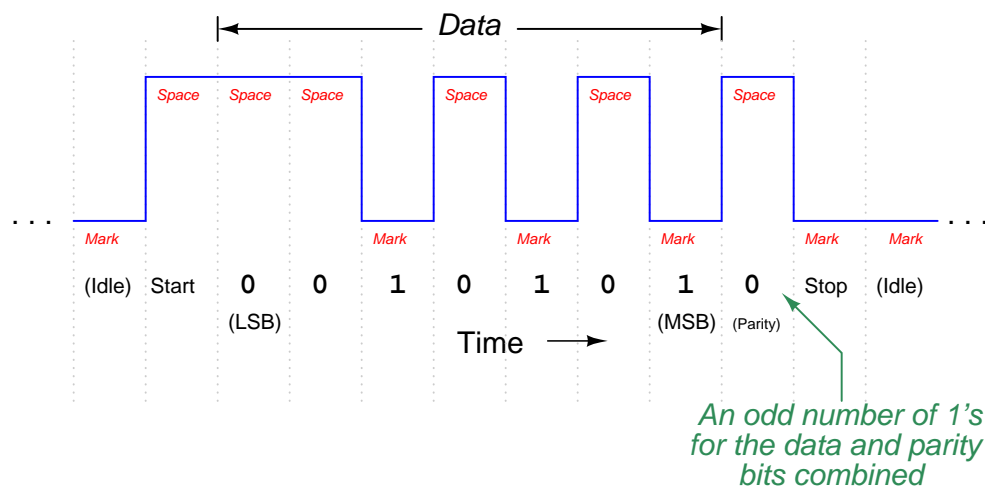 Data
Space Space Space Space Space Space
. . . . . .
Mark Mark Mark Mark Mark Mark
(Idle) Start 0 0 1 0 1 0 1 0 Stop (Idle)
(LSB) (MSB) (Parity)
Time
An odd number of 1's
for the data and parity
bits combined